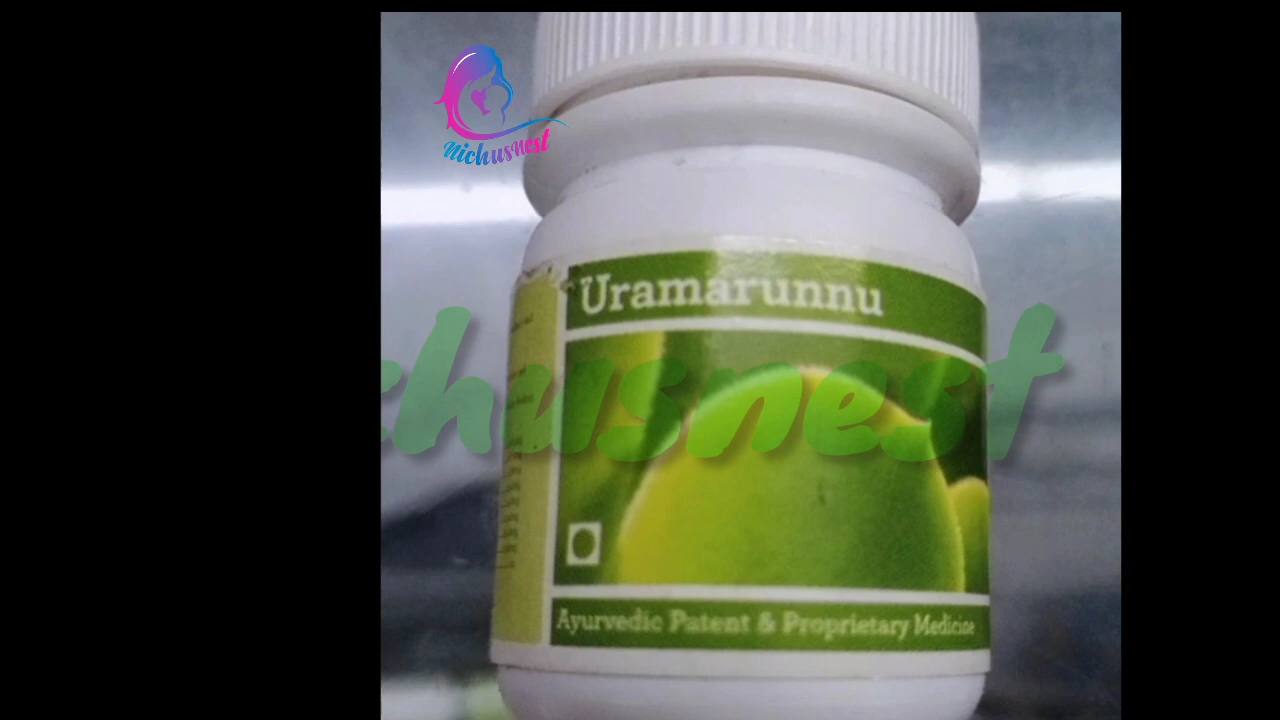 Nichusnest
Uramarunnu
chusnest
Ayurvedic Patent & Proprietary Medicine